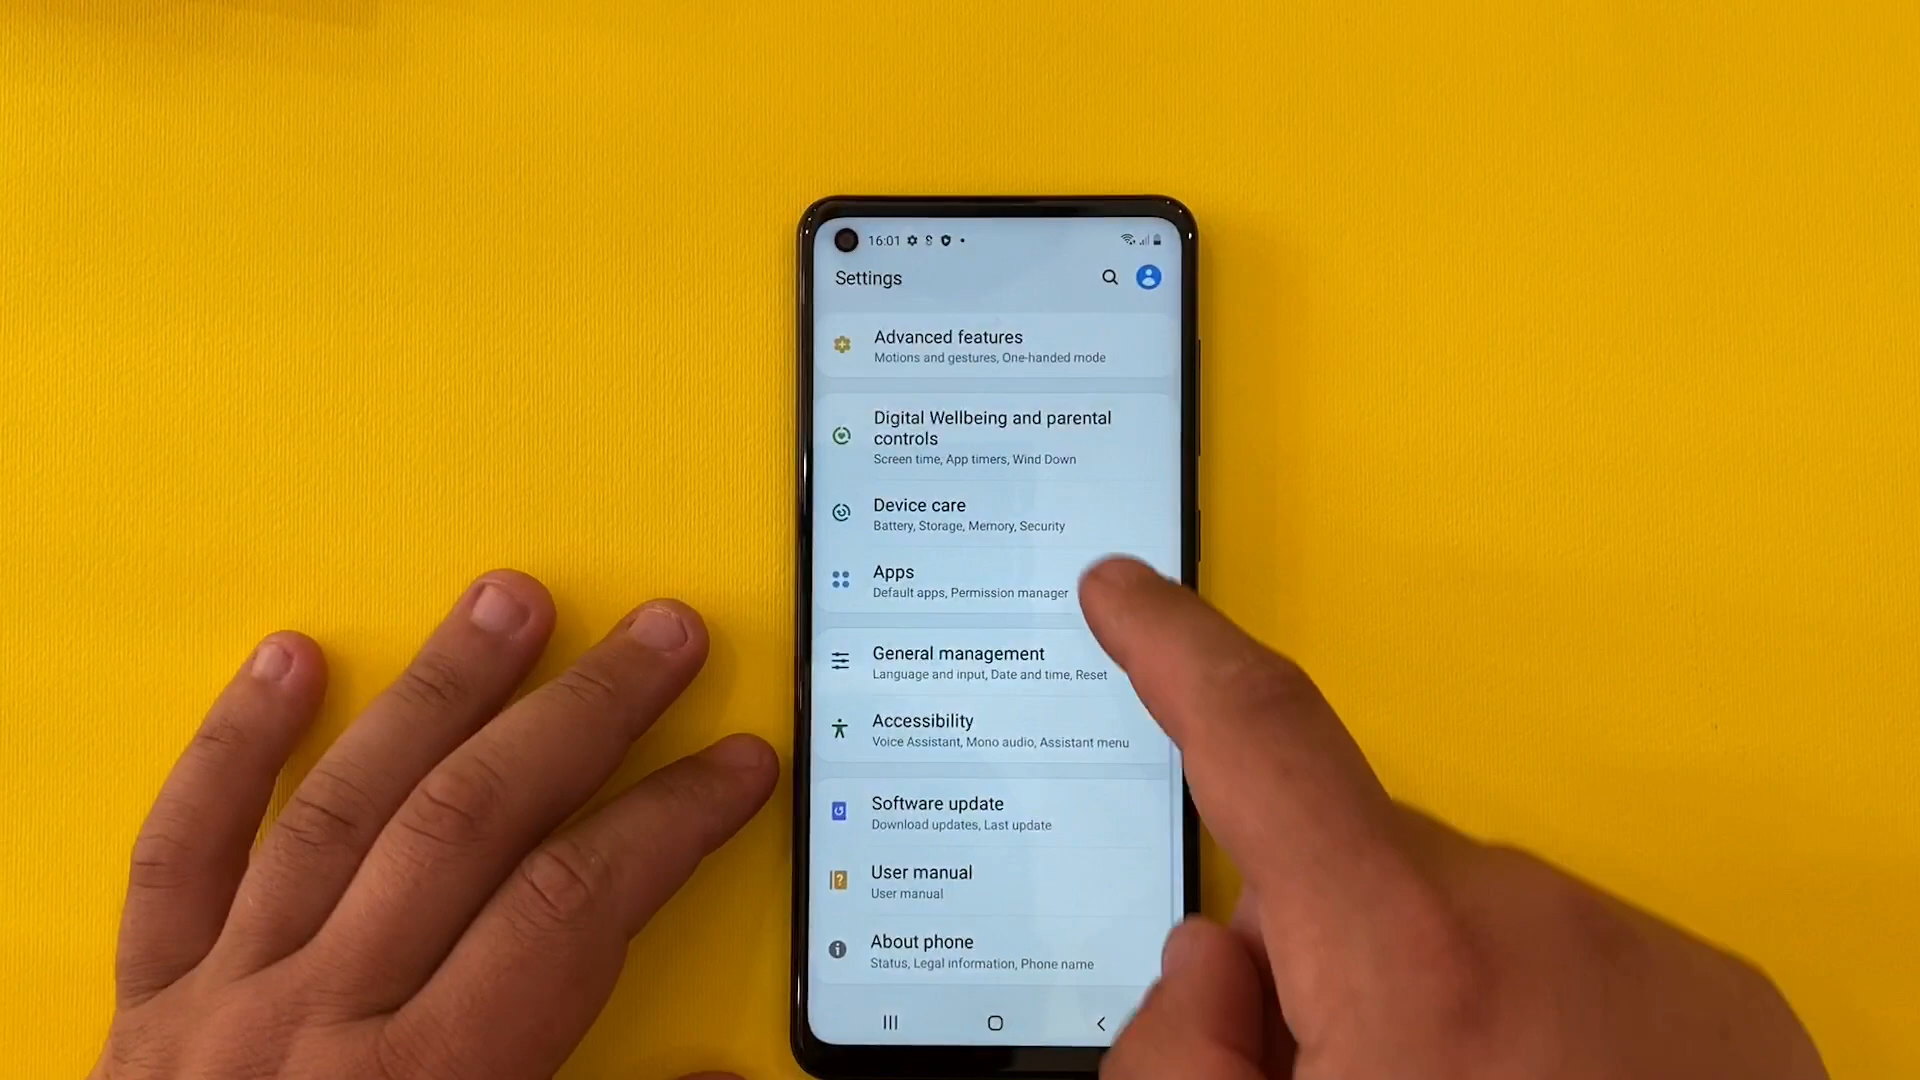 16:01
Settings
Advanced features
Motions and gestures, One-handed mode
Digital Wellbeing and parental
controls
Screen time, App timers, Wind Down
Device care
Battery, Storage, Memory, Security
Apps
Default apps, Permission manager
General management
Language and input, Date and time, Reset
Accessibility
Voice Assistant, Mono audio, Assistant menu
Software update
Download updates, Last update
User manual
User manual
About phone
Status, Legal information, Phone name